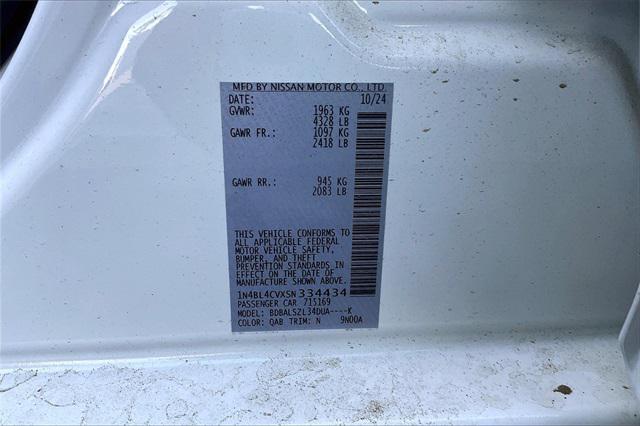 MFD BY NISSAN MOTOR CO., LTD.
DATE: 10/24
GVWR: 1963 KG
4328 LB
GAWR FR.: 1097 KG
2418 LB
GAWR RR.: 945 KG
2083 LB
THIS VEHICLE CONFORMS TO
ALL APPLICABLE FEDERAL
MOTOR VEHICLE SAFETY,
BUMPER, AND THEFT
PREVENTION STANDARDS IN
EFFECT ON THE DATE OF
MANUFACTURE SHOWN ABOVE.
1N4BL4CVXSN334434
PASSENGER CAR 715169
MODEL: BDBALSZL34DUA----K
COLOR: QAB TRIM: N 9N00A